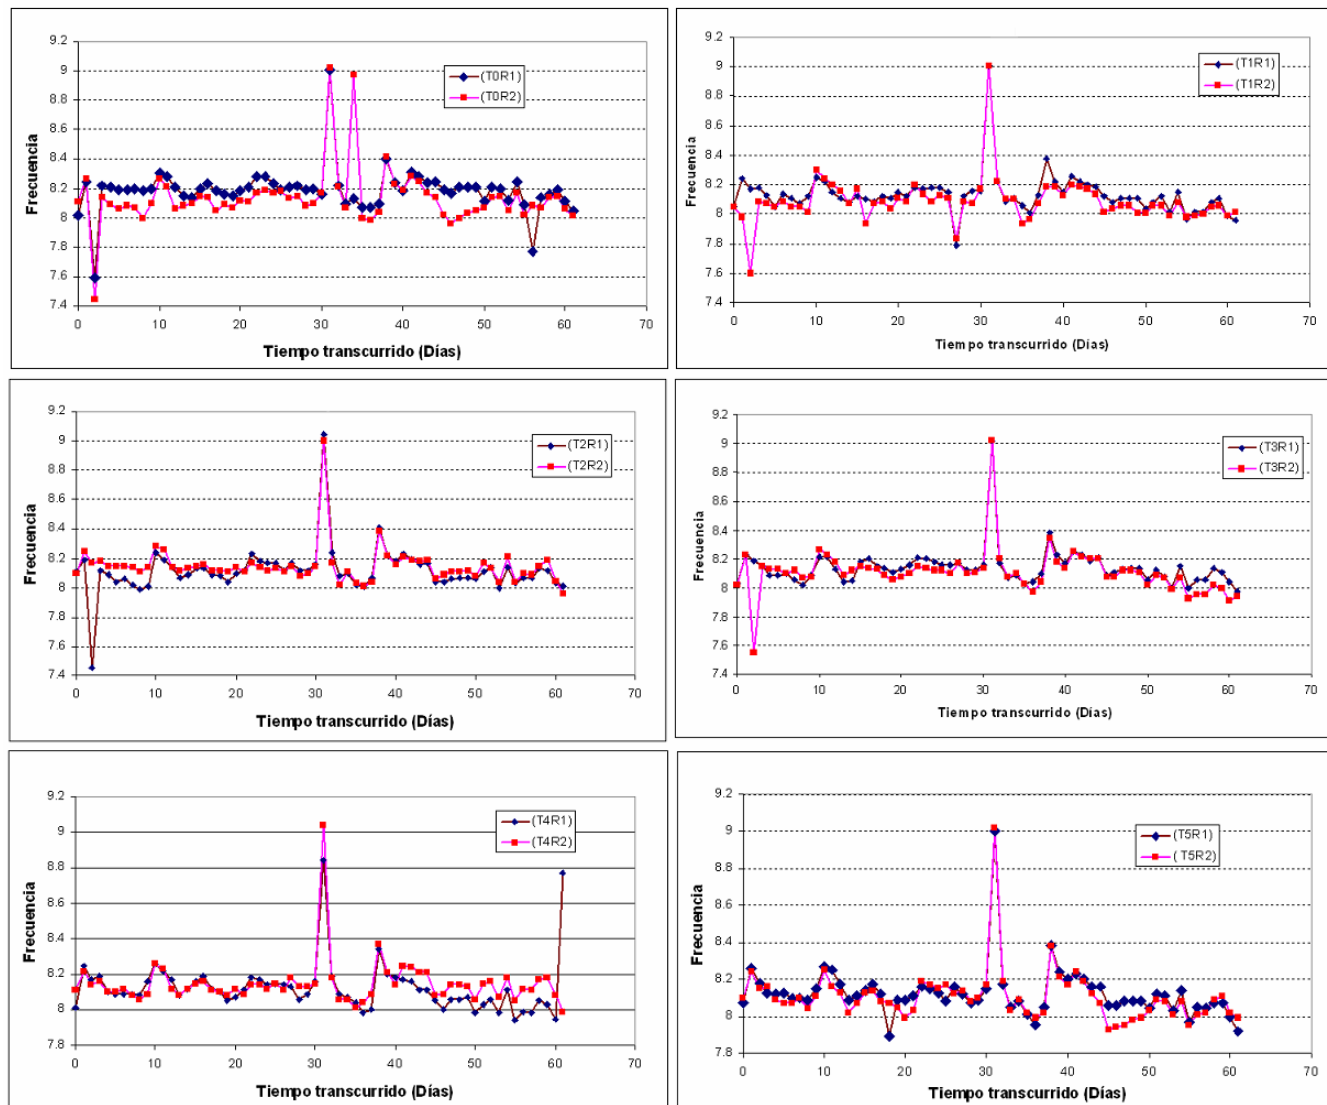 9.2
9
8.8
8.6
8.4
8.2
8
7.8
7.6
7.4
Frecuencia
(T0R1)
(T0R2)
0 10 20 30 40 50 60 70
Tiempo transcurrido (Días)
9.2
9
8.8
8.6
8.4
8.2
8
7.8
7.6
7.4
Frecuencia
(T1R1)
(T1R2)
0 10 20 30 40 50 60 70
Tiempo transcurrido (Días)
9.2
9
8.8
8.6
8.4
8.2
8
7.8
7.6
7.4
Frecuencia
(T2R1)
(T2R2)
0 10 20 30 40 50 60 70
Tiempo transcurrido (Días)
9.2
9
8.8
8.6
8.4
8.2
8
7.8
7.6
7.4
Frecuencia
(T3R1)
(T3R2)
0 10 20 30 40 50 60 70
Tiempo transcurrido (Días)
9.2
9
8.8
8.6
8.4
8.2
8
7.8
Frecuencia
(T4R1)
(T4R2)
0 10 20 30 40 50 60 70
Tiempo transcurrido (Días)
9.2
9
8.8
8.6
8.4
8.2
8
7.8
Frecuencia
(T5R1)
( T5R2)
0 10 20 30 40 50 60 70
Tiempo transcurrido (Días)